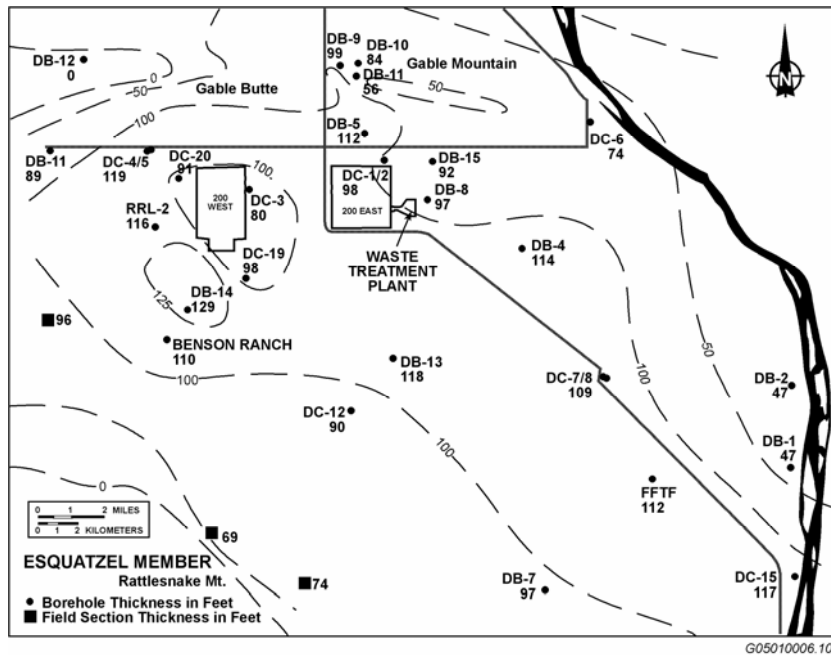 DB-12
0
0
50
100
Gable Butte
DB-9
99
DB-10
84
DB-11
56
Gable Mountain
50
DB-5
112
DC-6
74
DB-11
89
DC-4/5
119
DC-20
91
100
200
WEST
DC-3
80
DC-1/2
98
200 EAST
DB-15
92
DB-8
97
RRL-2
116
WASTE
TREATMENT
PLANT
DB-4
114
DC-19
98
125
DB-14
129
96
BENSON RANCH
110
100
DB-13
118
DC-7/8
109
100
50
DB-2
47
DC-12
90
100
DB-1
47
0
FFTF
112
0 1 2 MILES
0 1 2 KILOMETERS
69
ESQUATZEL MEMBER
Rattlesnake Mt.
74
DB-7
97
DC-15
117
Borehole Thickness in Feet
Field Section Thickness in Feet
G05010006.10